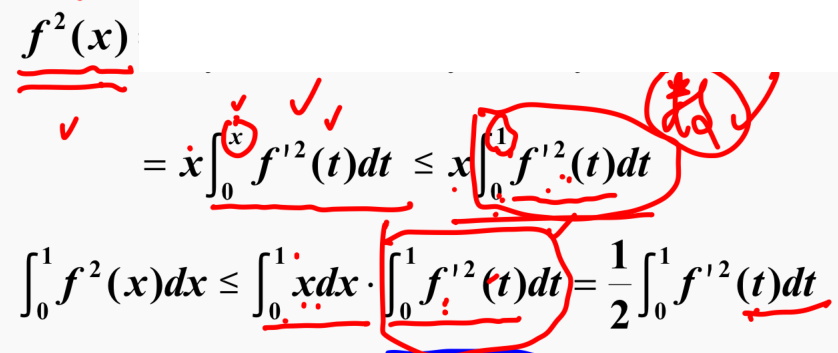 f²(x)
= x∫₀ˣ f'²(t)dt ≤ x∫₀¹ f'²(t)dt
∫₀¹ f²(x)dx ≤ ∫₀¹ xdx · ∫₀¹ f'²(t)dt = 1/2 ∫₀¹ f'²(t)dt